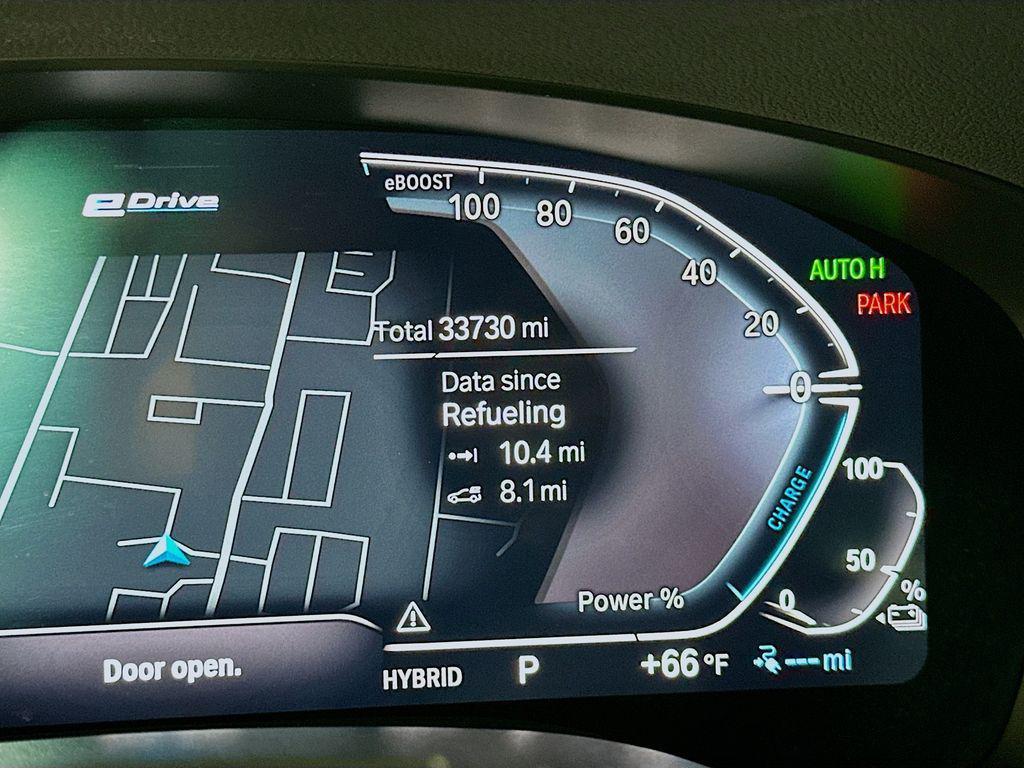 eDrive
eBOOST
100
80
60
40
20
0
AUTO H
PARK
Total 33730 mi
Data since
Refueling
10.4 mi
8.1 mi
CHARGE
100
50
0
%
Power %
Door open.
HYBRID
P
+66 °F
--- mi